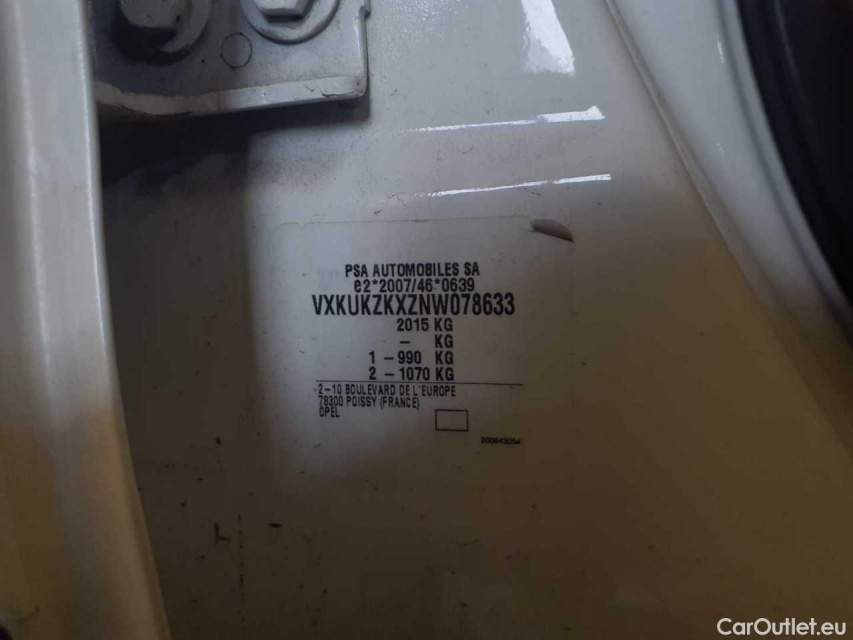 PSA AUTOMOBILES SA
e2*2007/46*0639
VXKUKZKXZNW078633
2015 KG
- KG
1 - 990 KG
2 - 1070 KG
2-10 BOULEVARD DE L'EUROPE
78300 POISSY (FRANCE)
OPEL
CarOutlet.eu